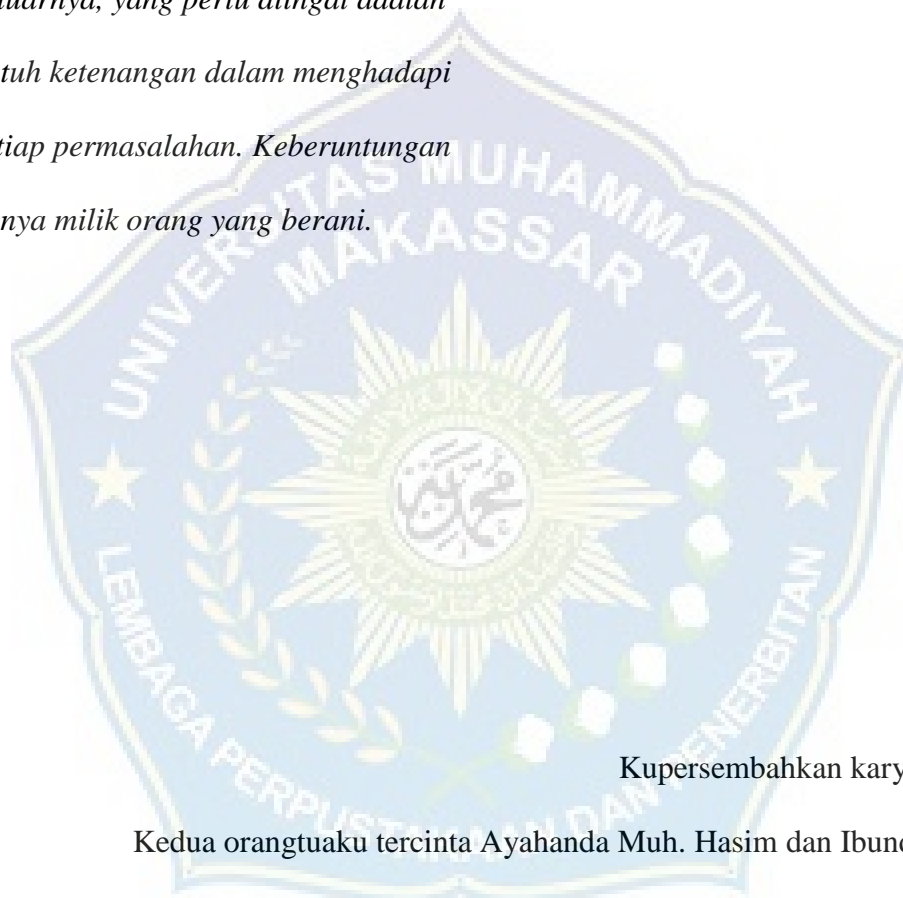 yang perlu diingat adalah
tuh ketenangan dalam menghadapi
tiap permasalahan. Keberuntungan
nya milik orang yang berani.
UNIVERSITAS MUHAMMADIYAH
MAKASSAR
LEMBAGA PERPUSTAKAAN DAN PENERBITAN
Kupersembahkan kary
Kedua orangtuaku tercinta Ayahanda Muh. Hasim dan Ibund